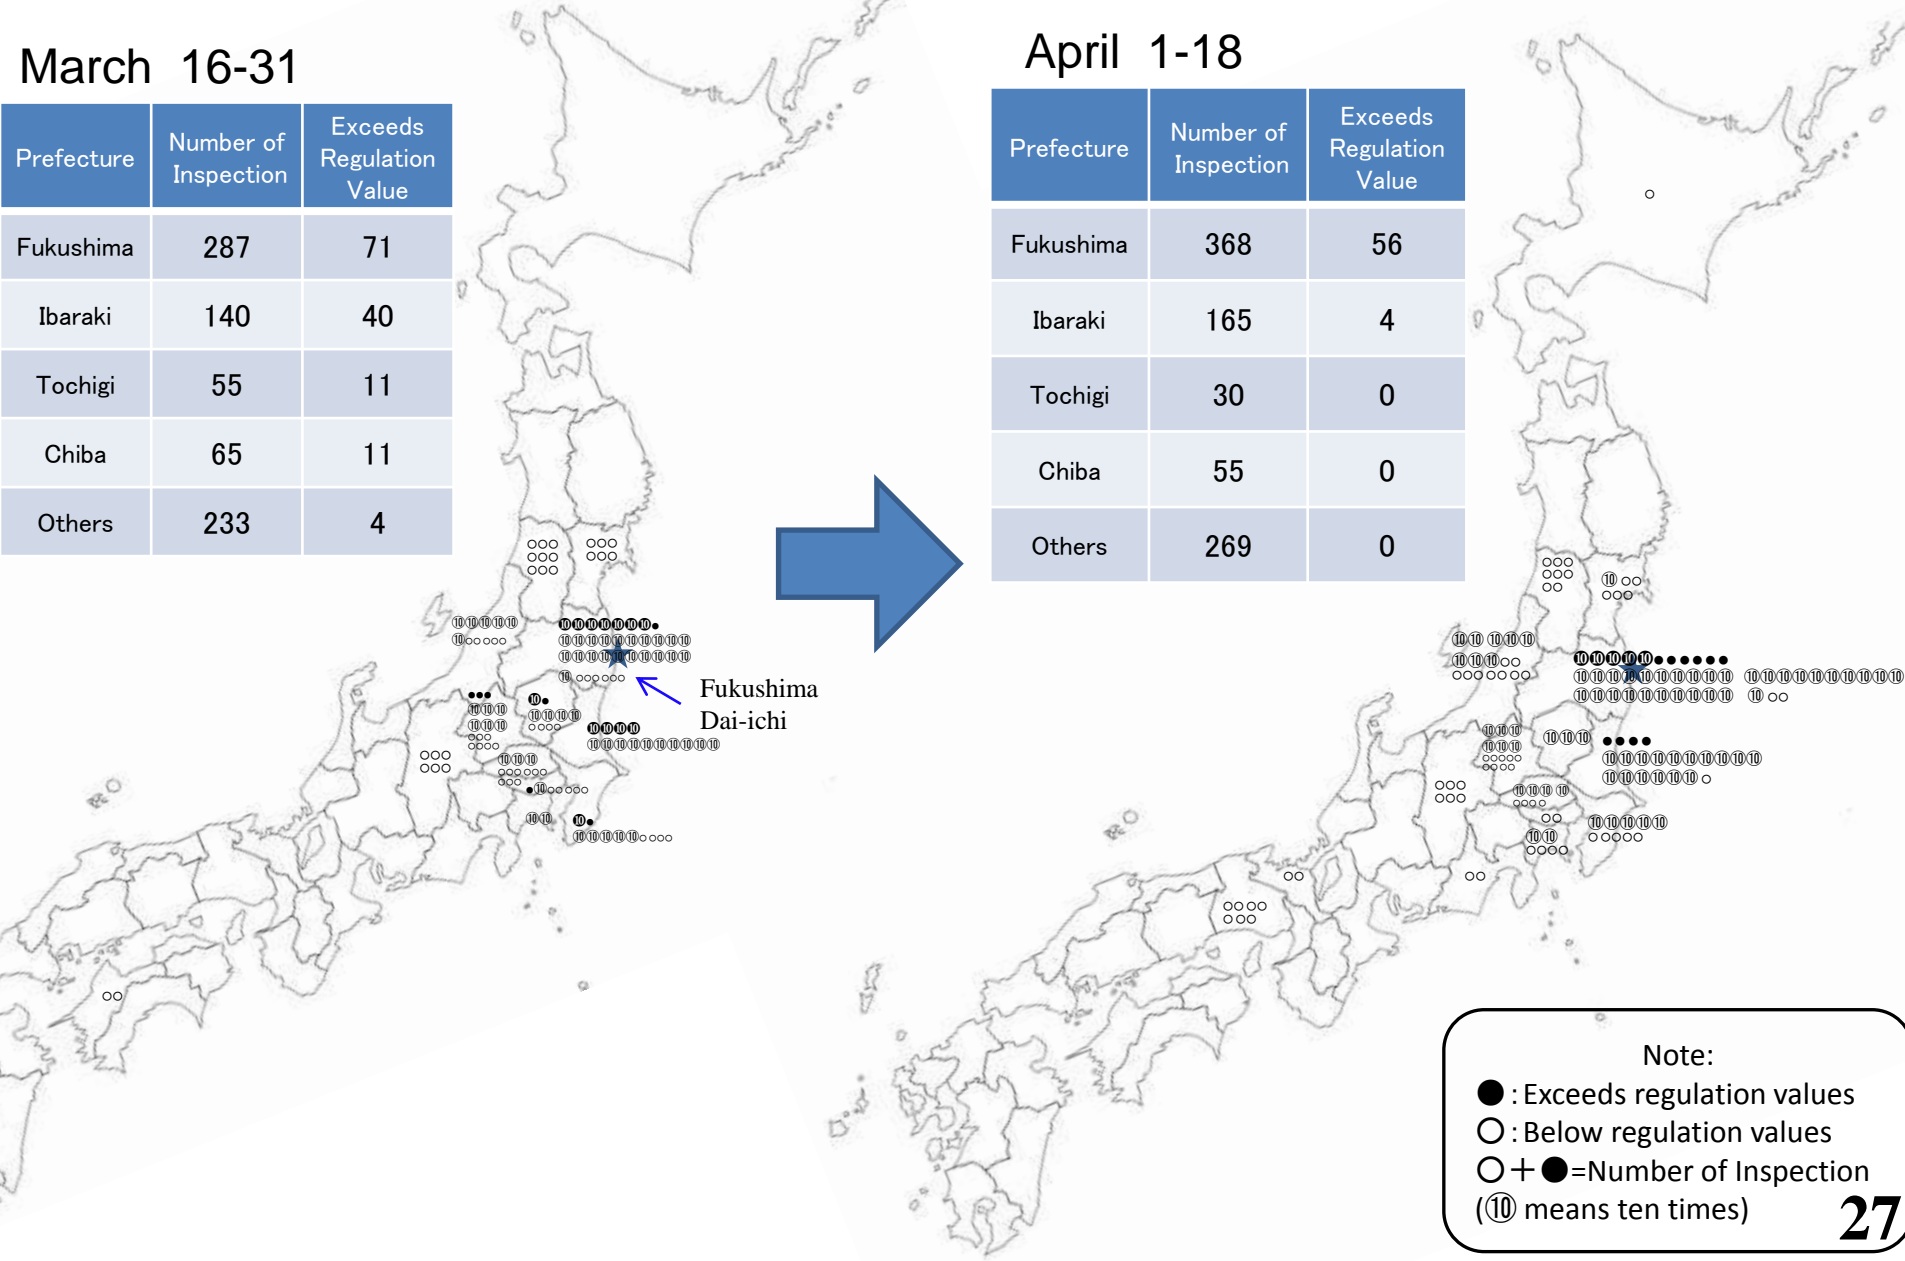 March 16-31
Prefecture Number of Inspection Exceeds Regulation Value
Fukushima 287 71
Ibaraki 140 40
Tochigi 55 11
Chiba 65 11
Others 233 4
April 1-18
Prefecture Number of Inspection Exceeds Regulation Value
Fukushima 368 56
Ibaraki 165 4
Tochigi 30 0
Chiba 55 0
Others 269 0
Fukushima
Dai-ichi
Note:
●: Exceeds regulation values
○: Below regulation values
○+●=Number of Inspection
(⑩ means ten times)
27